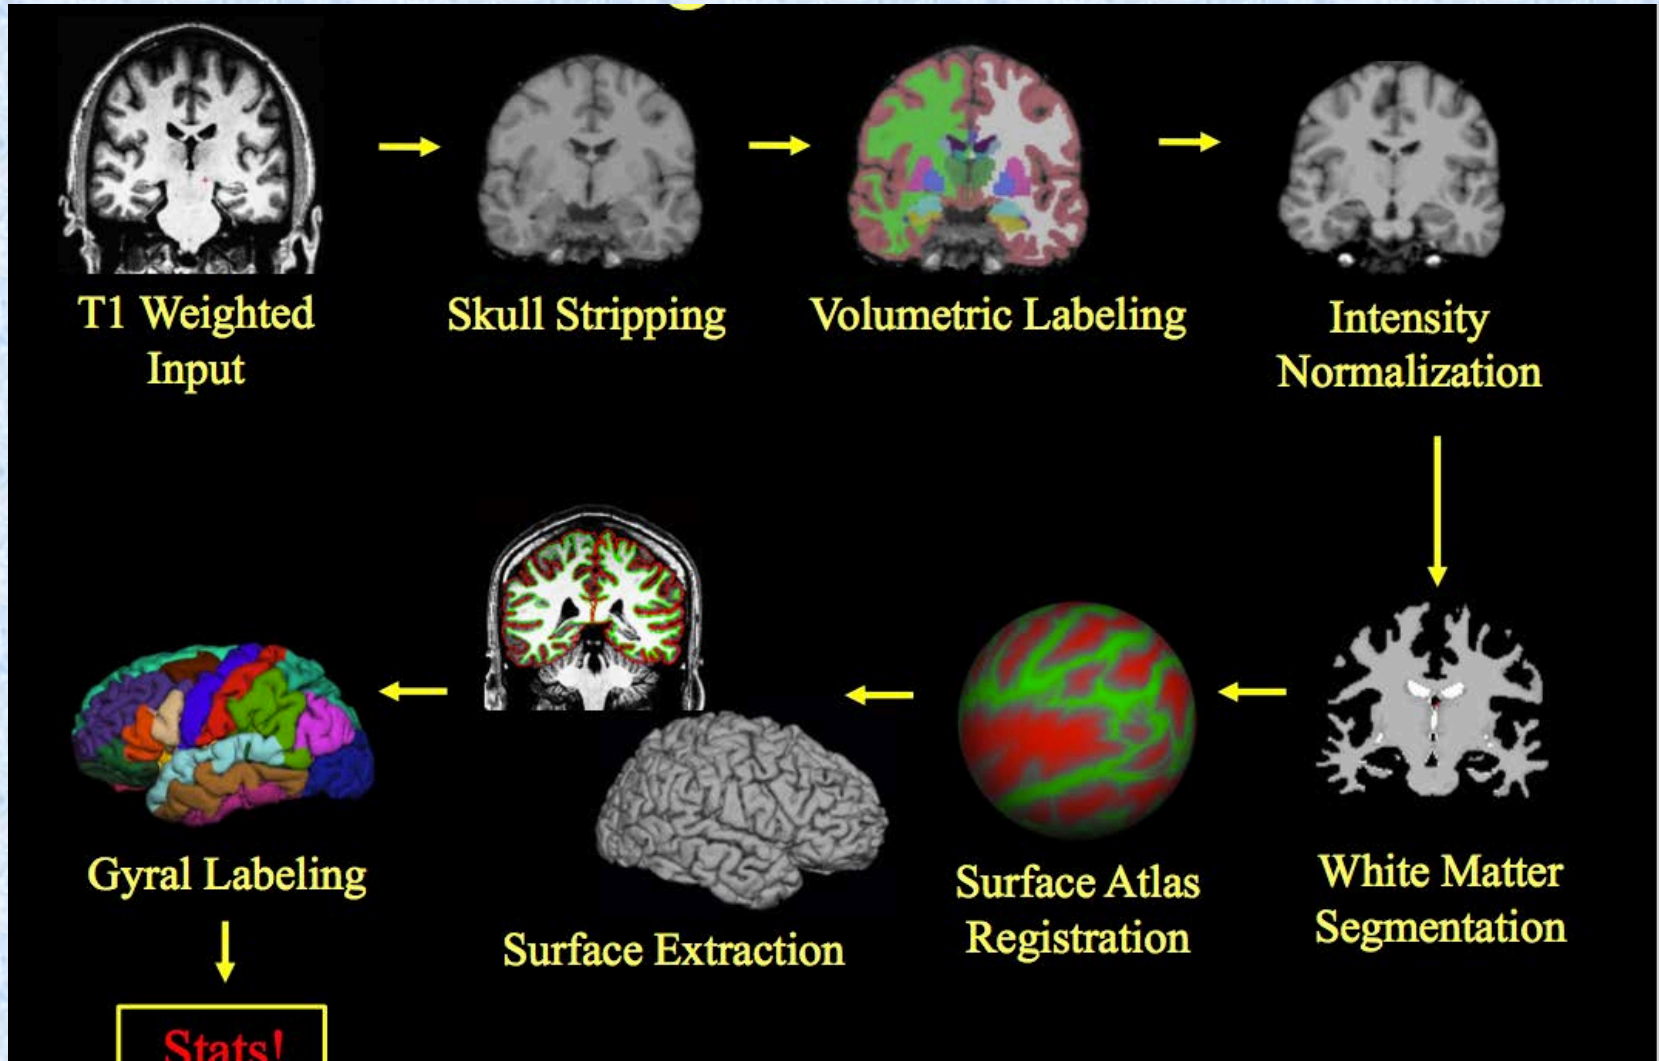 T1 Weighted
Input
Skull Stripping
Volumetric Labeling
Intensity
Normalization
White Matter
Segmentation
Surface Atlas
Registration
Surface Extraction
Gyral Labeling
Stats!